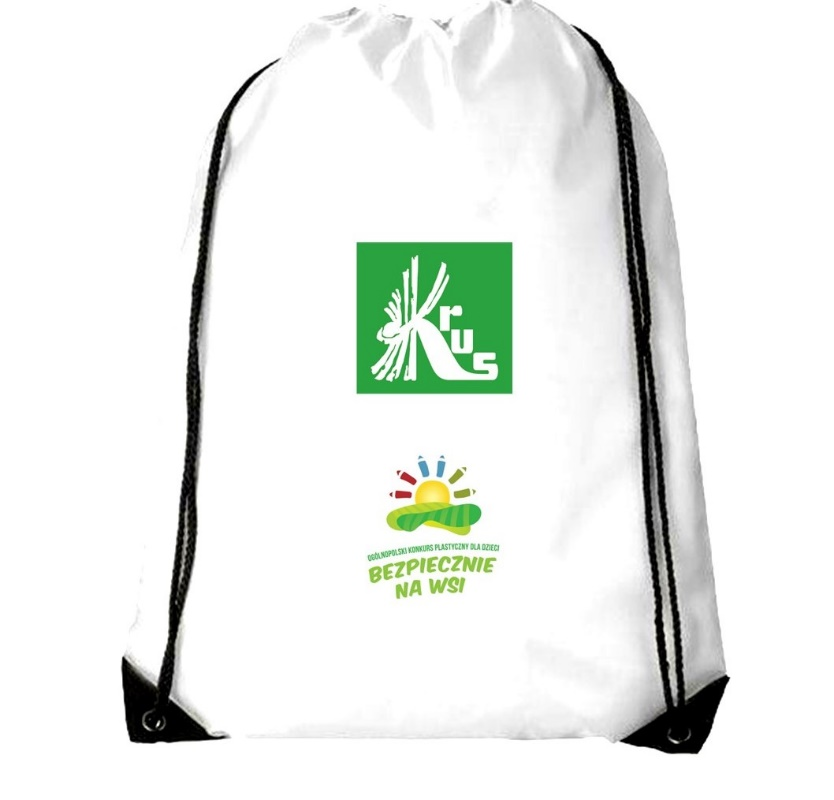 Krus
OGÓLNOPOLSKI KONKURS PLASTYCZNY DLA DZIECI
BEZPIECZNIE
NA WSI